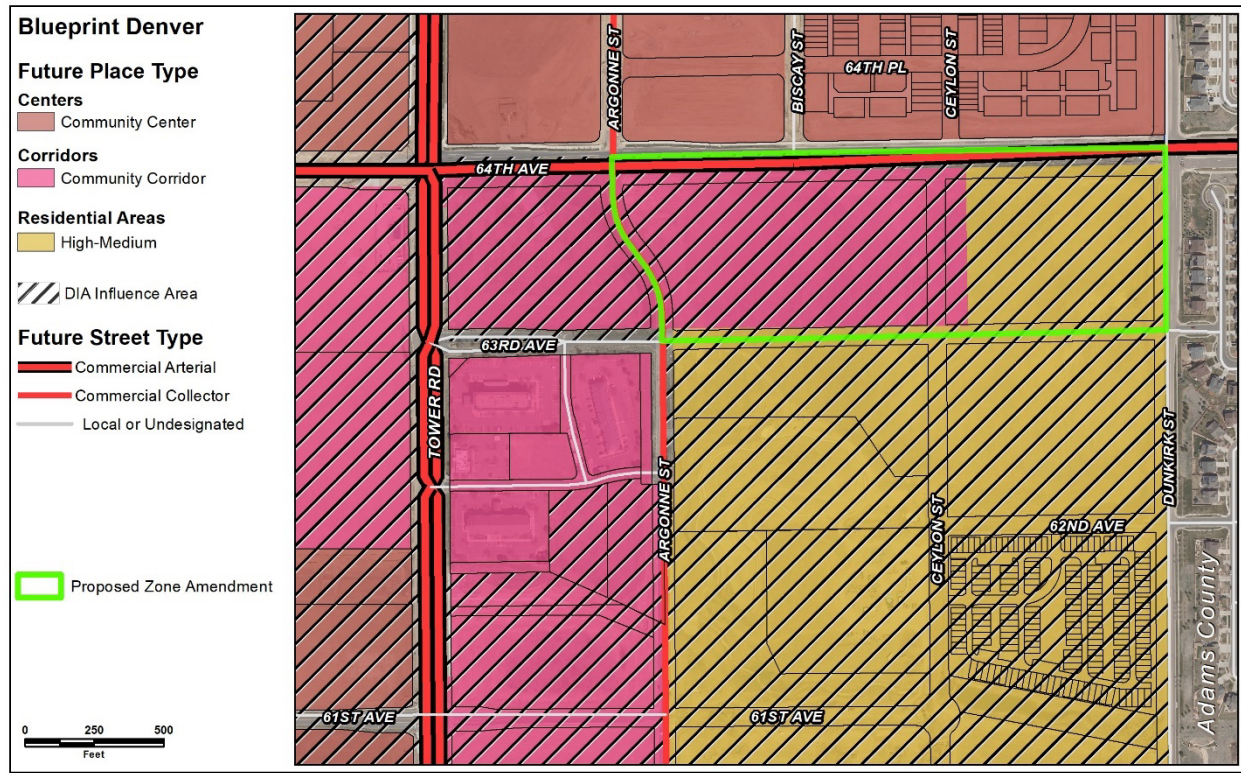 Blueprint Denver
Future Place Type
Centers
Community Center
Corridors
Community Corridor
Residential Areas
High-Medium
DIA Influence Area
Future Street Type
Commercial Arterial
Commercial Collector
Local or Undesignated
Proposed Zone Amendment
0 250 500
Feet
ARGONNE ST
BISCAY ST
CEYLON ST
64TH PL
64TH AVE
63RD AVE
TOWER RD
ARGONNE ST
CEYLON ST
DUNKIRK ST
62ND AVE
61ST AVE
61ST AVE
Adams County